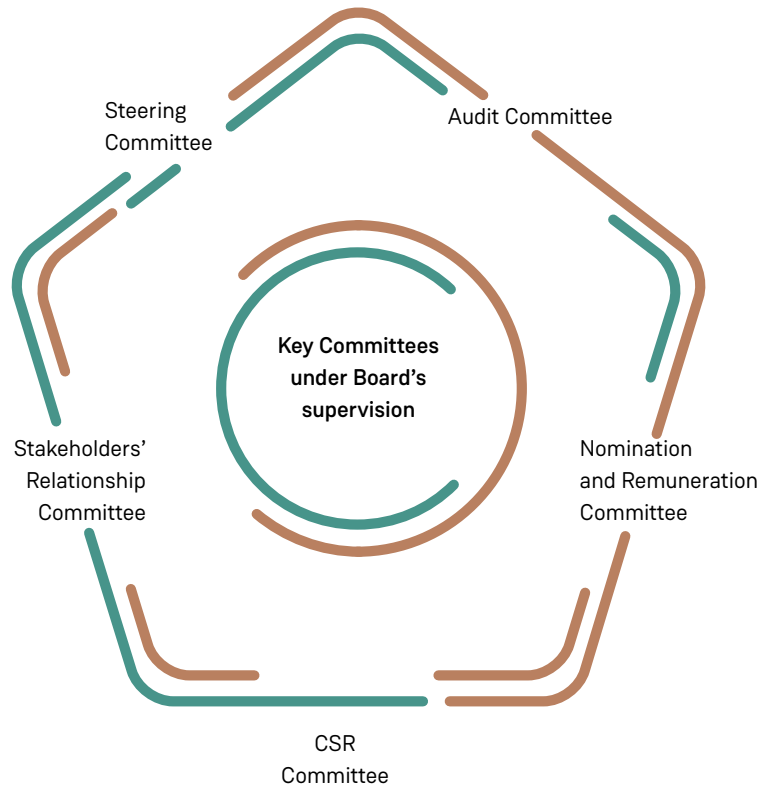 Steering
Committee
Audit Committee
Key Committees
under Board’s
supervision
Stakeholders’
Relationship
Committee
Nomination
and Remuneration
Committee
CSR
Committee